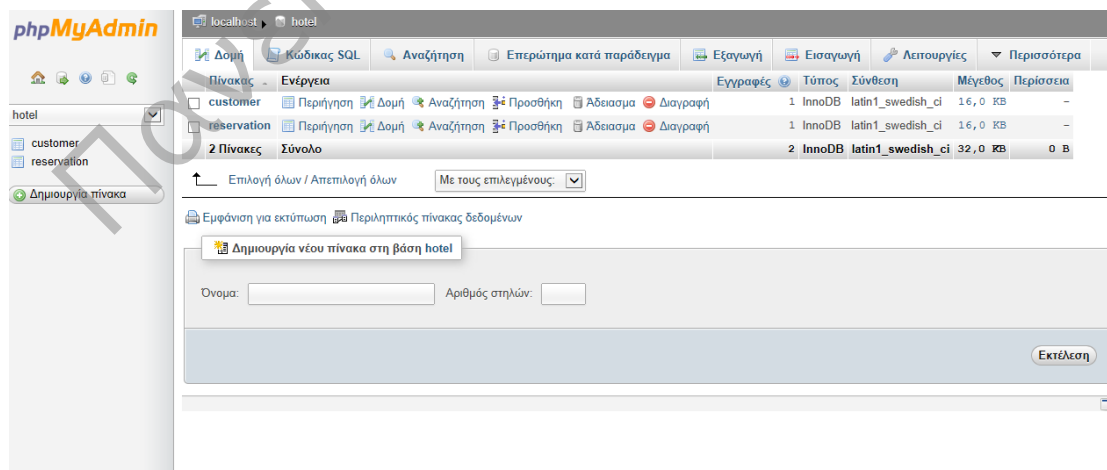 phpMyAdmin
hotel
customer
reservation
Δημιουργία πίνακα
localhost ▸ hotel
Δομή Κώδικας SQL Αναζήτηση Επερώτημα κατά παράδειγμα Εξαγωγή Εισαγωγή Λειτουργίες ▼ Περισσότερα
Πίνακας Ενέργεια Εγγραφές Τύπος Σύνθεση Μέγεθος Περίσσεια
customer Περιήγηση Δομή Αναζήτηση Προσθήκη Άδειασμα Διαγραφή 1 InnoDB latin1_swedish_ci 16,0 KB -
reservation Περιήγηση Δομή Αναζήτηση Προσθήκη Άδειασμα Διαγραφή 1 InnoDB latin1_swedish_ci 16,0 KB -
2 Πίνακες Σύνολο 2 InnoDB latin1_swedish_ci 32,0 KB 0 B
Επιλογή όλων / Απεπιλογή όλων Με τους επιλεγμένους:
Εμφάνιση για εκτύπωση Περιληπτικός πίνακας δεδομένων
Δημιουργία νέου πίνακα στη βάση hotel
Όνομα: Αριθμός στηλών:
Εκτέλεση